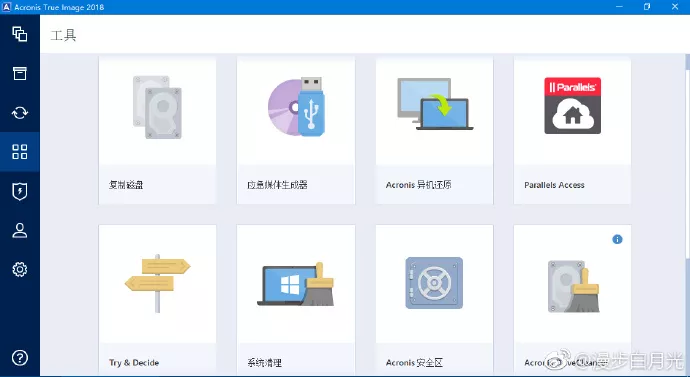 Acronis True Image 2018
工具
复制磁盘
应急媒体生成器
Acronis 异机还原
Parallels
Parallels Access
Try & Decide
系统清理
Acronis 安全区
Acronis DriveCleanser
@漫步白月光